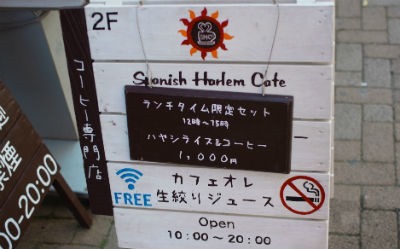 2F
SHC
Spanish Harlem Cafe
コーヒー専門店
ランチタイム限定セット
12時～15時
ハヤシライス&コーヒー
1,000円
FREE
カフェオレ
生絞りジュース
Open
10:00～20:00
煙
00～20:00